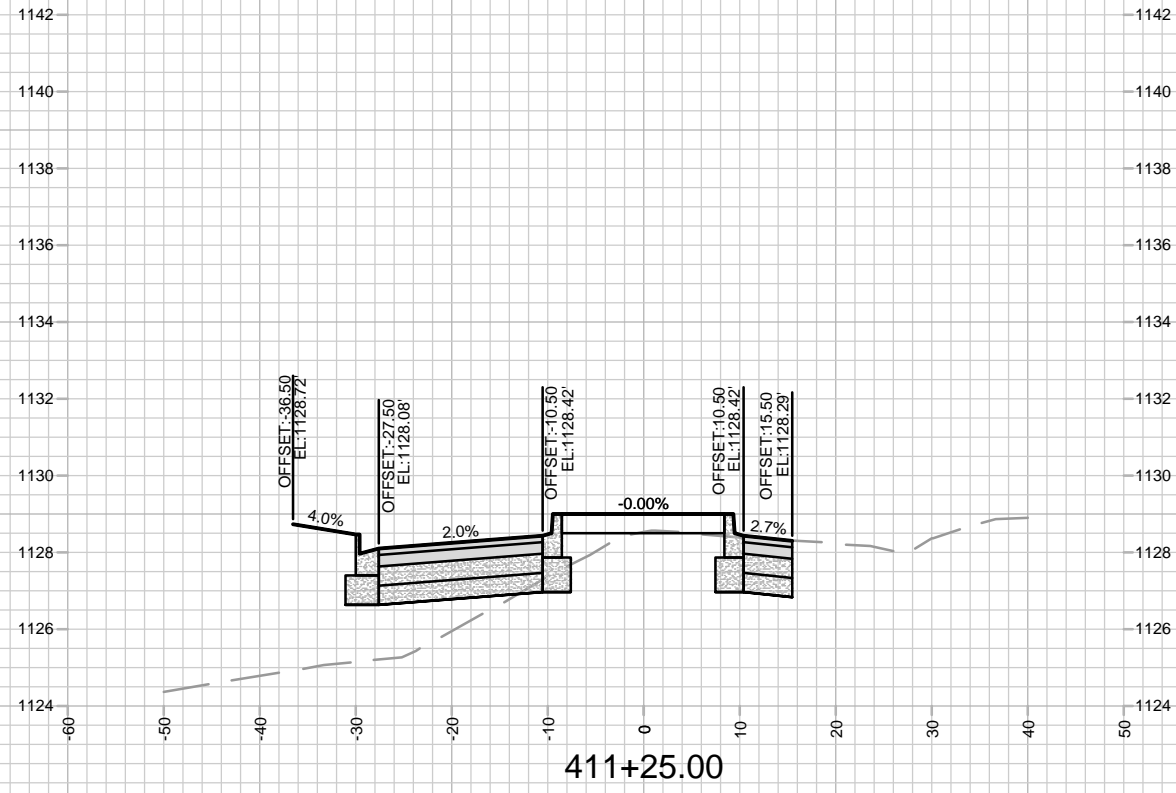 1142 1142
1140 1140
1138 1138
1136 1136
1134 1134
1132 1132
1130 1130
1128 1128
1126 1126
1124 1124
OFFSET:-36.50
EL:1128.72'
OFFSET:-27.50
EL:1128.08'
OFFSET:-10.50
EL:1128.42'
OFFSET:10.50
EL:1128.42'
OFFSET:15.50
EL:1128.29'
4.0%
2.0%
-0.00%
2.7%
-60 -50 -40 -30 -20 -10 0 10 20 30 40 50
411+25.00